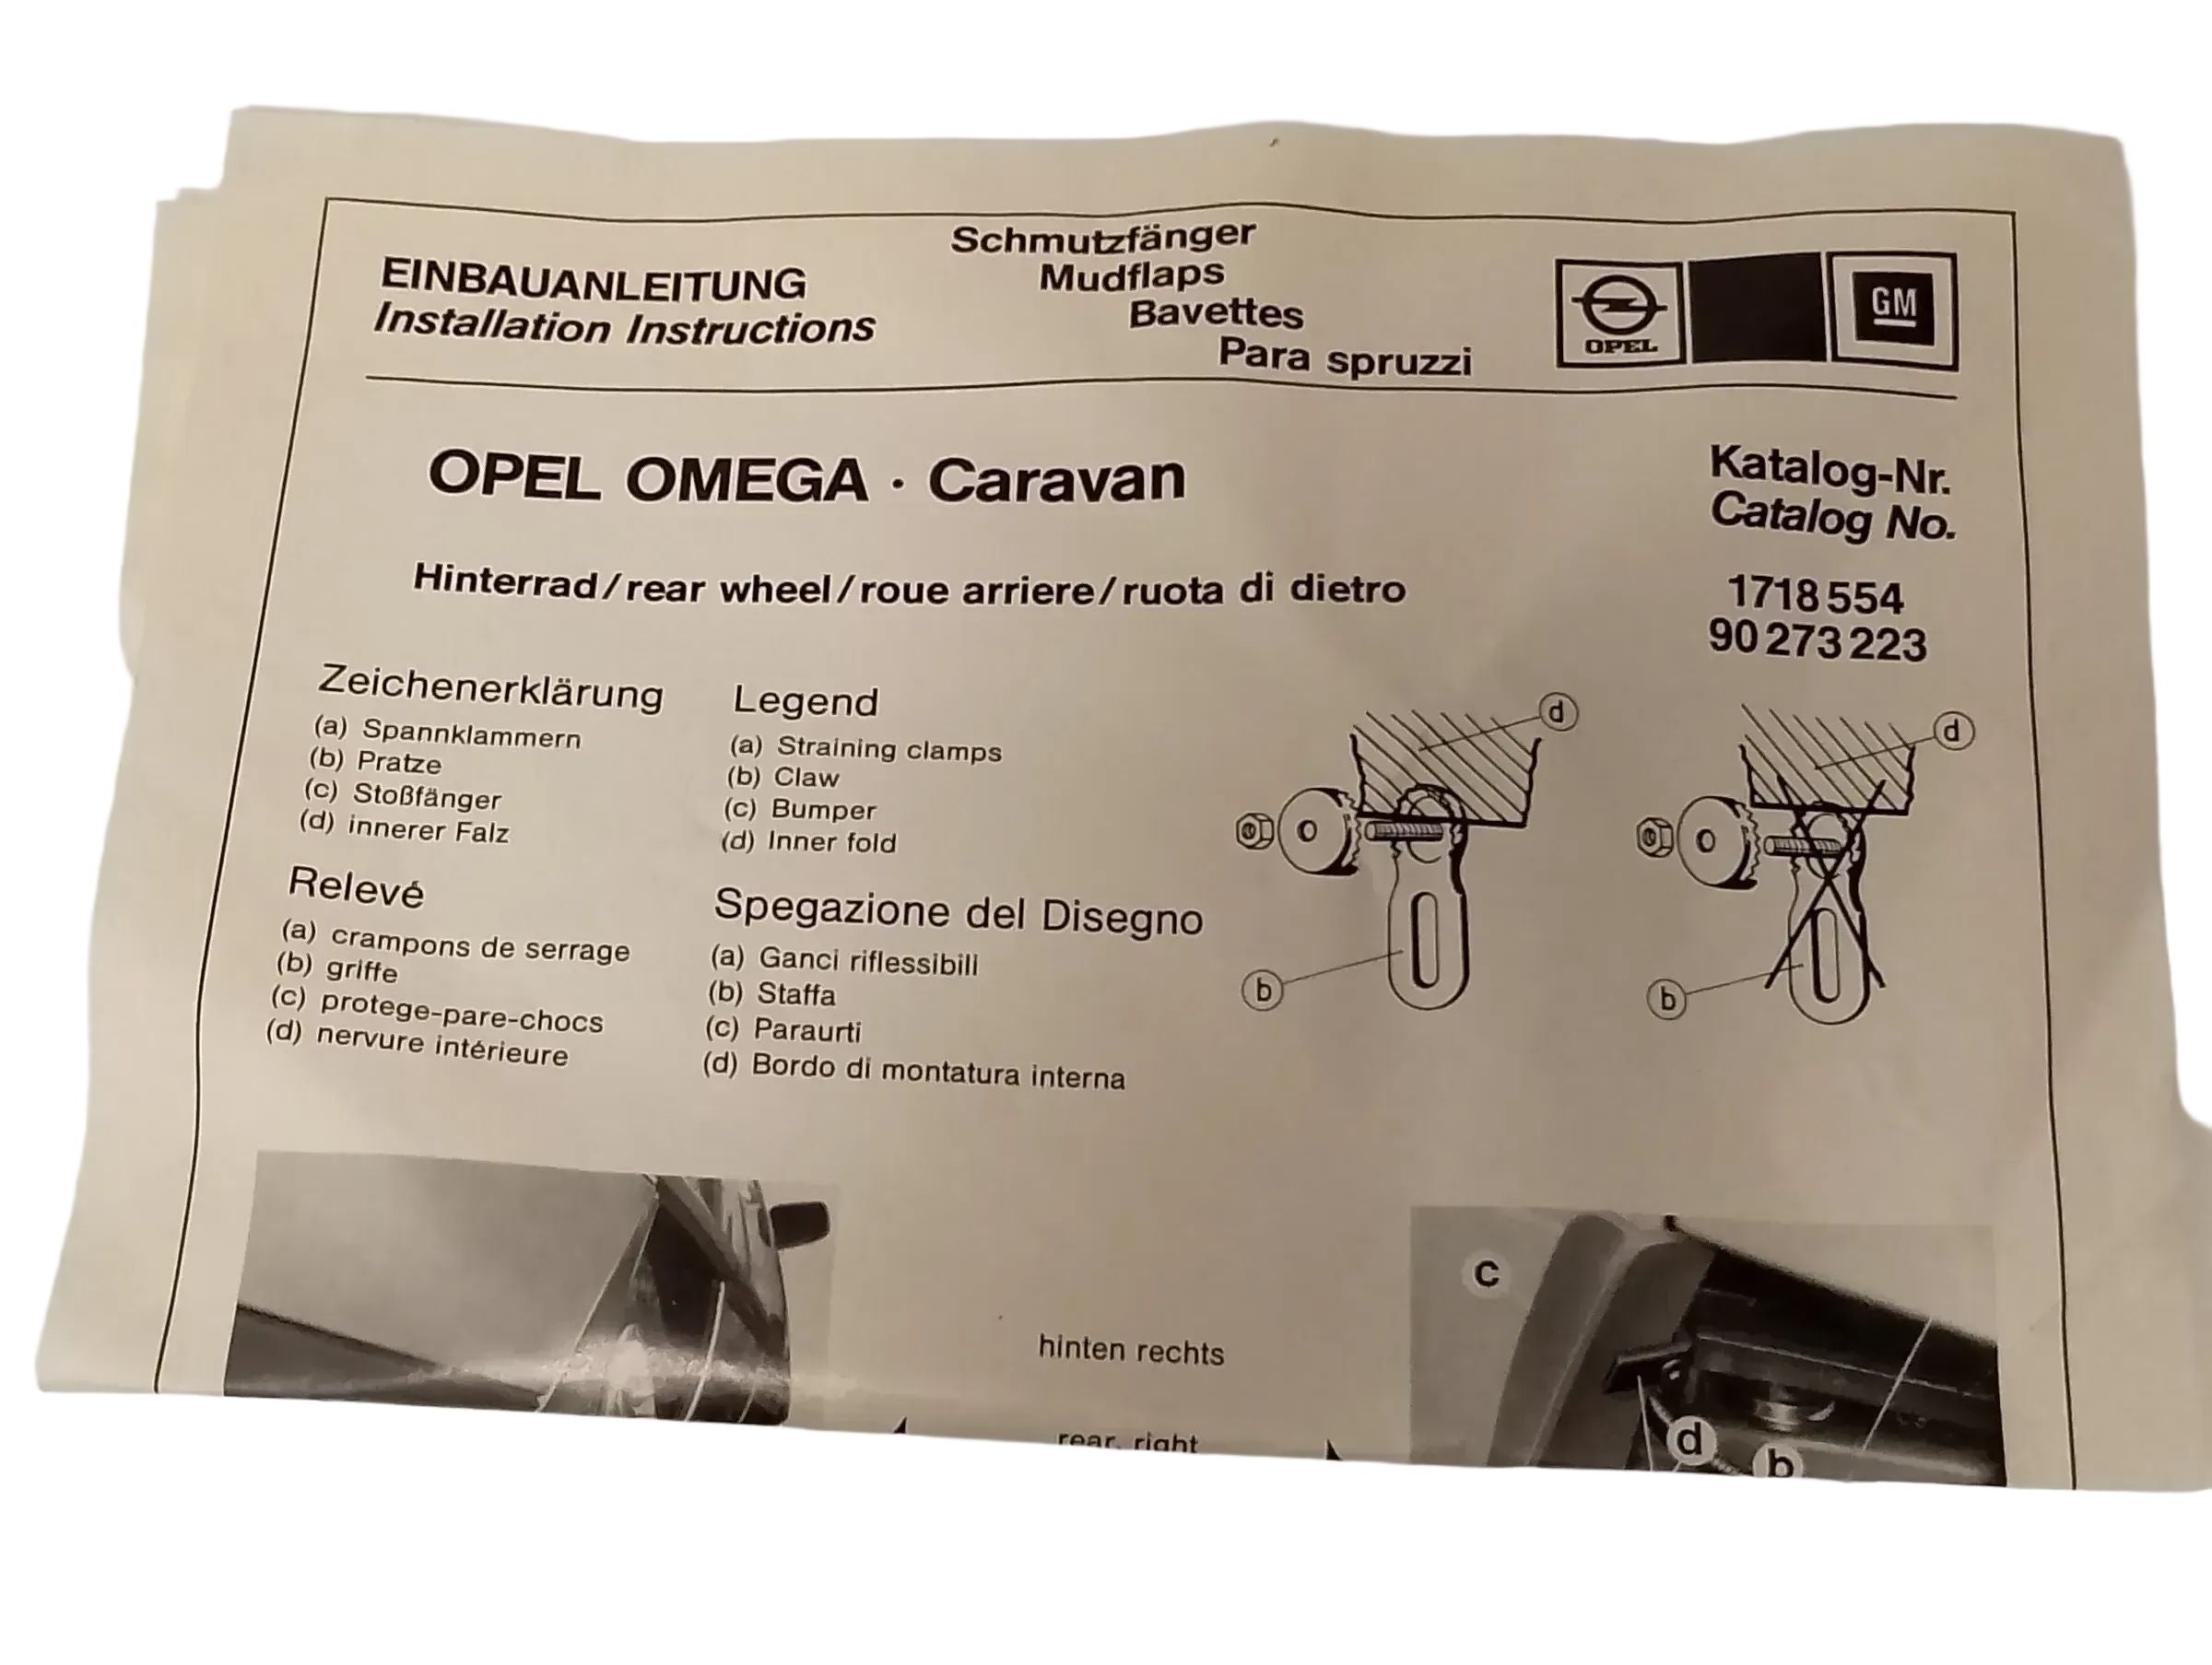 EINBAUANLEITUNG
Installation Instructions
Schmutzfänger
Mudflaps
Bavettes
Para spruzzi
OPEL
GM
OPEL OMEGA · Caravan
Katalog-Nr.
Catalog No.
1718 554
90 273 223
Hinterrad/rear wheel/roue arriere/ruota di dietro
Zeichenerklärung
(a) Spannklammern
(b) Pratze
(c) Stoßfänger
(d) innerer Falz
Legend
(a) Straining clamps
(b) Claw
(c) Bumper
(d) Inner fold
Relevé
(a) crampons de serrage
(b) griffe
(c) protege-pare-chocs
(d) nervure intérieure
Spegazione del Disegno
(a) Ganci riflessibili
(b) Staffa
(c) Paraurti
(d) Bordo di montatura interna
d
b
d
b
hinten rechts
rear, right
c
d
b